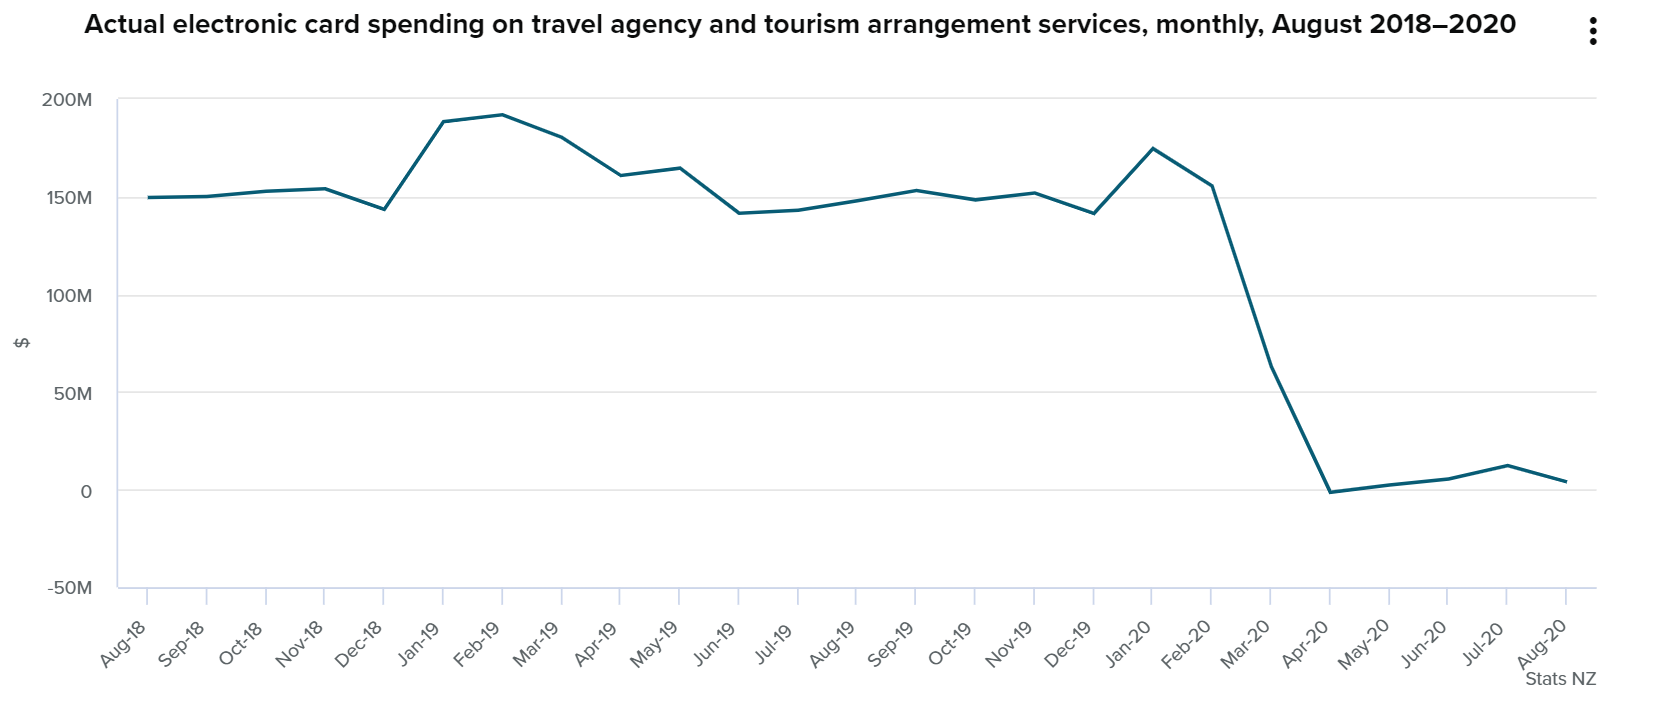 Actual electronic card spending on travel agency and tourism arrangement services, monthly, August 2018–2020
200M
150M
100M
50M
0
-50M
$
Aug-18
Sep-18
Oct-18
Nov-18
Dec-18
Jan-19
Feb-19
Mar-19
Apr-19
May-19
Jun-19
Jul-19
Aug-19
Sep-19
Oct-19
Nov-19
Dec-19
Jan-20
Feb-20
Mar-20
Apr-20
May-20
Jun-20
Jul-20
Aug-20
Stats NZ